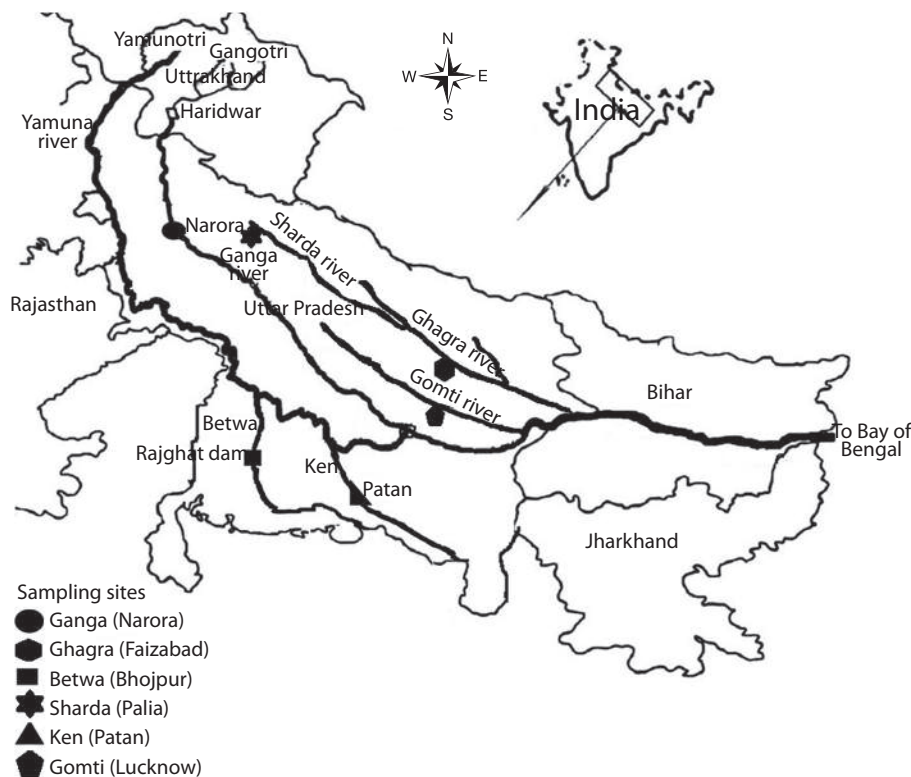 Yamunotri
Gangotri
Uttrakhand
Haridwar
Yamuna
river
N
W
E
S
India
Narora
Ganga
river
Sharda river
Rajasthan
Uttar Pradesh
Ghagra river
Gomti river
Bihar
Betwa
Rajghat dam
Ken
Patan
To Bay of
Bengal
Jharkhand
Sampling sites
Ganga (Narora)
Ghagra (Faizabad)
Betwa (Bhojpur)
Sharda (Palia)
Ken (Patan)
Gomti (Lucknow)